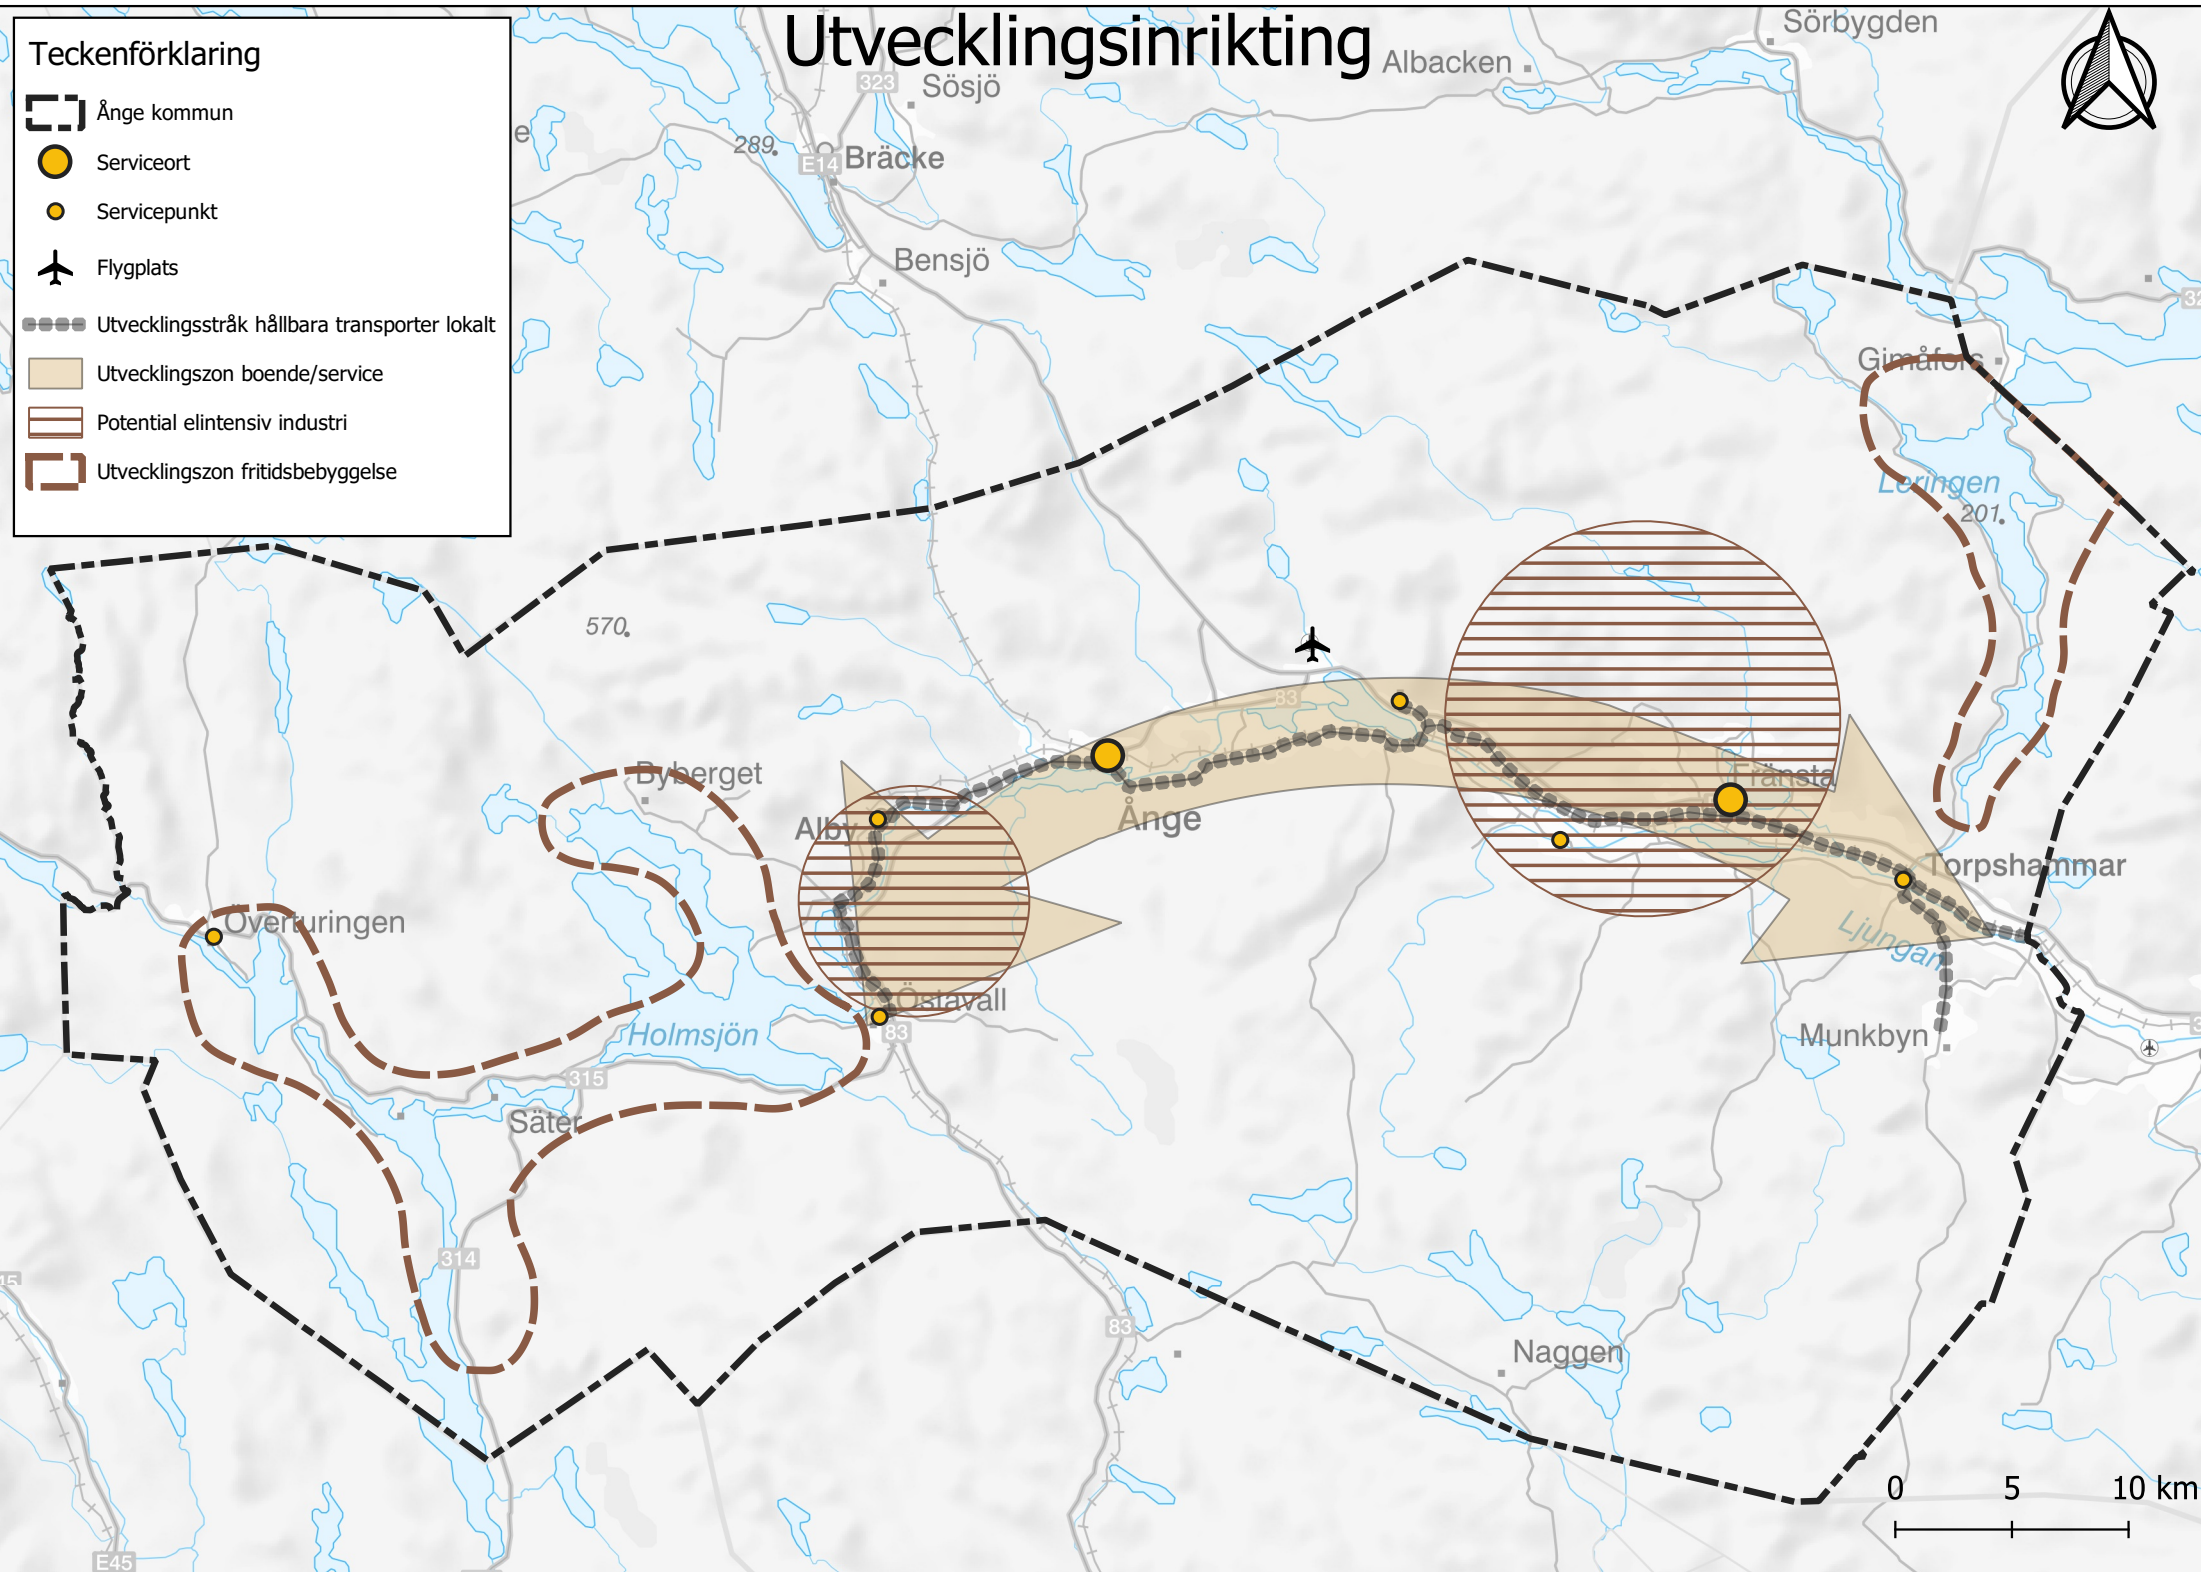 Utvecklingsinrikting
Teckenförklaring
Ånge kommun
Serviceort
Servicepunkt
Flygplats
Utvecklingsstråk hållbara transporter lokalt
Utvecklingszon boende/service
Potential elintensiv industri
Utvecklingszon fritidsbebyggelse
Sörbygden
Albacken
323
Sösjö
289
E14
Bräcke
Bensjö
Gimåfors
Leringen
201
570
83
Byberget
Fränsta
Alby
Ånge
Torpshammar
Överturingen
Ljungan
Östavall
Holmsjön
83
Munkbyn
315
Säter
314
83
Naggen
0 5 10 km
E45